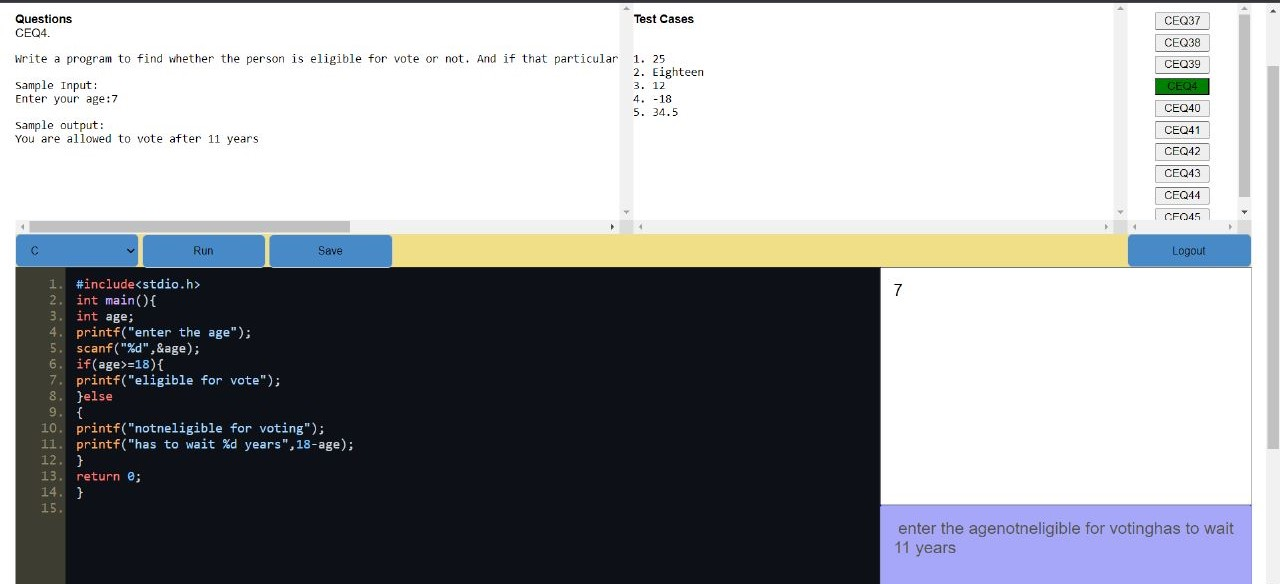 Questions
CEQ4.
Write a program to find whether the person is eligible for vote or not. And if that particular
Sample Input:
Enter your age:7
Sample output:
You are allowed to vote after 11 years
Test Cases
1. 25
2. Eighteen
3. 12
4. -18
5. 34.5
CEQ37
CEQ38
CEQ39
CEQ4
CEQ40
CEQ41
CEQ42
CEQ43
CEQ44
CEQ45
C
Run
Save
Logout
1. #include<stdio.h>
2. int main(){
3. int age;
4. printf("enter the age");
5. scanf("%d",&age);
6. if(age>=18){
7. printf("eligible for vote");
8. }else
9. {
10. printf("notneligible for voting");
11. printf("has to wait %d years",18-age);
12. }
13. return 0;
14. }
15.
7
enter the agenotneligible for votinghas to wait
11 years